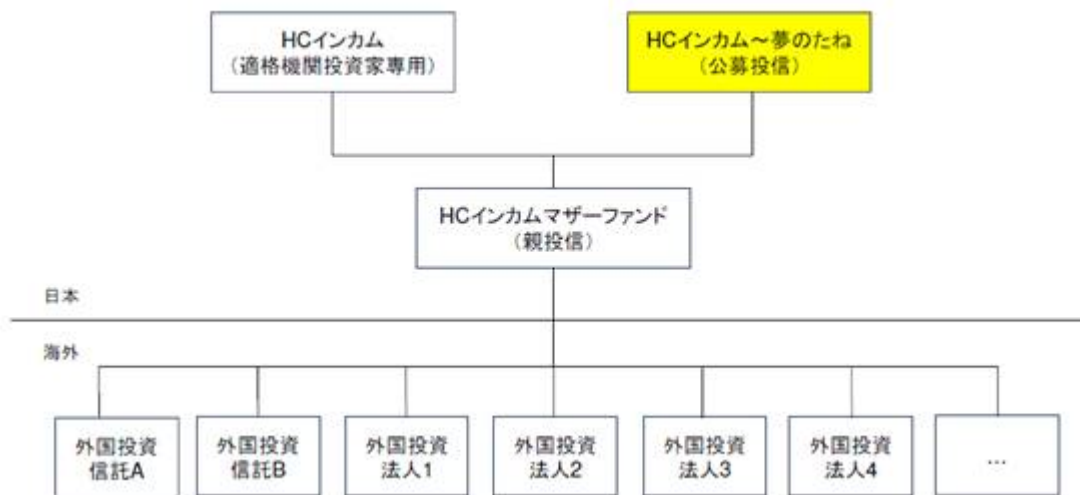 HCインカム
（適格機関投資家専用）
HCインカム～夢のたね
（公募投信）
HCインカムマザーファンド
（親投信）
日本
海外
外国投資
信託A
外国投資
信託B
外国投資
法人1
外国投資
法人2
外国投資
法人3
外国投資
法人4
…